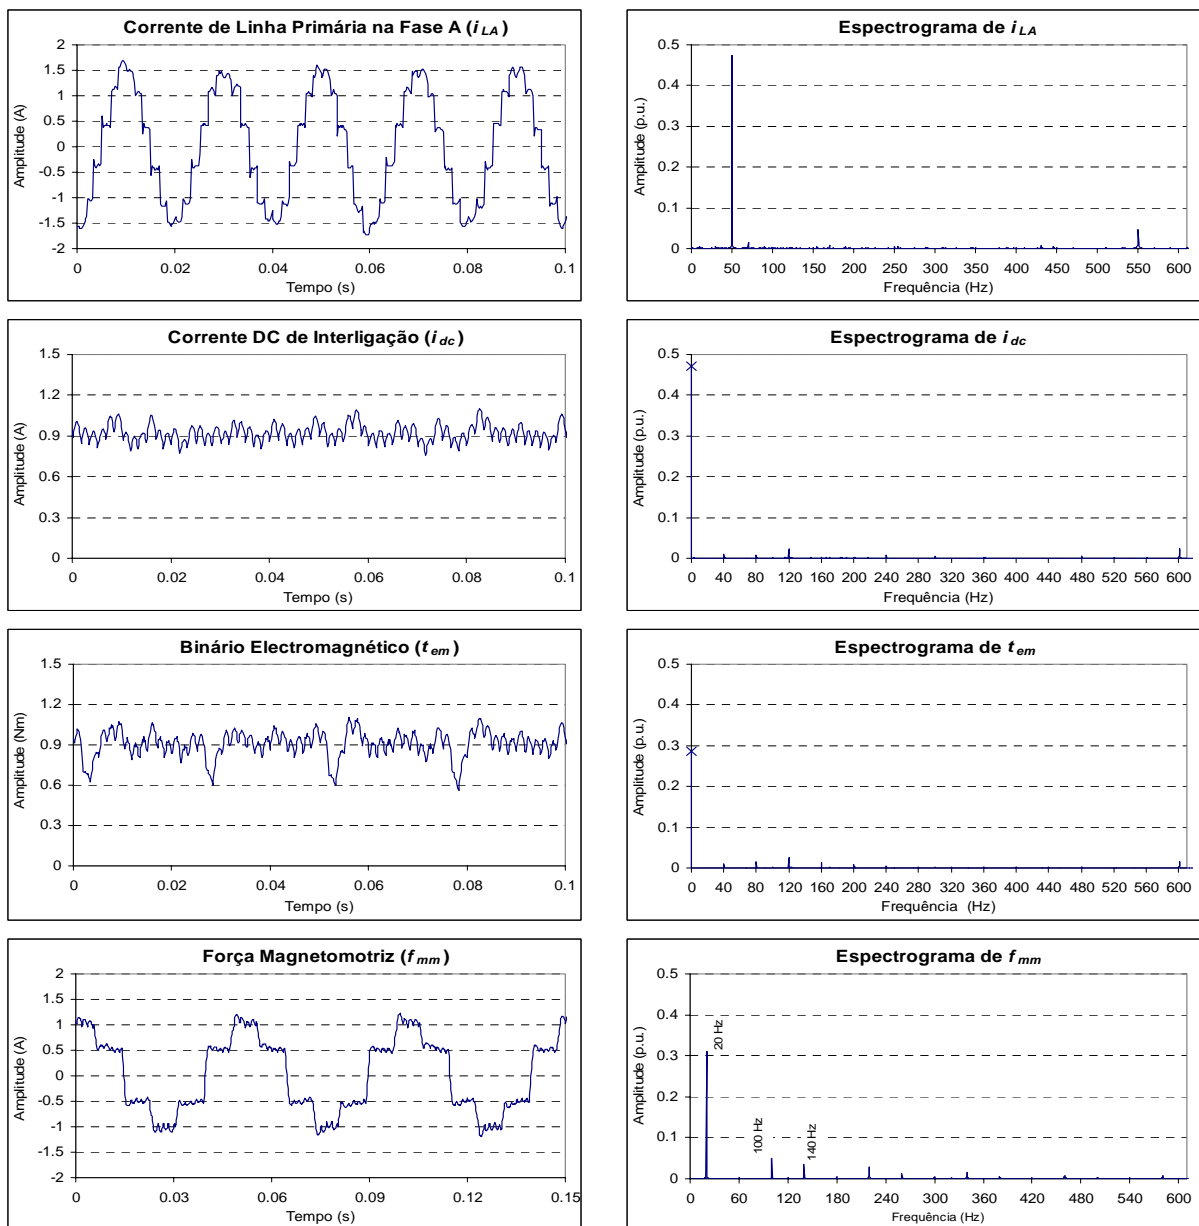 Corrente de Linha Primária na Fase A (i LA )
Amplitude (A)
2
1.5
1
0.5
0
-0.5
-1
-1.5
-2
0 0.02 0.04 0.06 0.08 0.1
Tempo (s)
Espectrograma de i LA
Amplitude (p.u.)
0.5
0.4
0.3
0.2
0.1
0
0 50 100 150 200 250 300 350 400 450 500 550 600
Frequência (Hz)
Corrente DC de Interligação (i dc )
Amplitude (A)
1.5
1.2
0.9
0.6
0.3
0
0 0.02 0.04 0.06 0.08 0.1
Tempo (s)
Espectrograma de i dc
Amplitude (p.u.)
0.5
0.4
0.3
0.2
0.1
0
0 40 80 120 160 200 240 280 320 360 400 440 480 520 560 600
Frequência (Hz)
Binário Electromagnético (t em )
Amplitude (Nm)
1.5
1.2
0.9
0.6
0.3
0
0 0.02 0.04 0.06 0.08 0.1
Tempo (s)
Espectrograma de t em
Amplitude (p.u.)
0.5
0.4
0.3
0.2
0.1
0
0 40 80 120 160 200 240 280 320 360 400 440 480 520 560 600
Frequência (Hz)
Força Magnetomotriz (f mm )
Amplitude (A)
2
1.5
1
0.5
0
-0.5
-1
-1.5
-2
0 0.03 0.06 0.09 0.12 0.15
Tempo (s)
Espectrograma de f mm
Amplitude (p.u.)
0.5
0.4
0.3
0.2
0.1
0
20 Hz
100 Hz
140 Hz
0 60 120 180 240 300 360 420 480 540 600
Frequência (Hz)